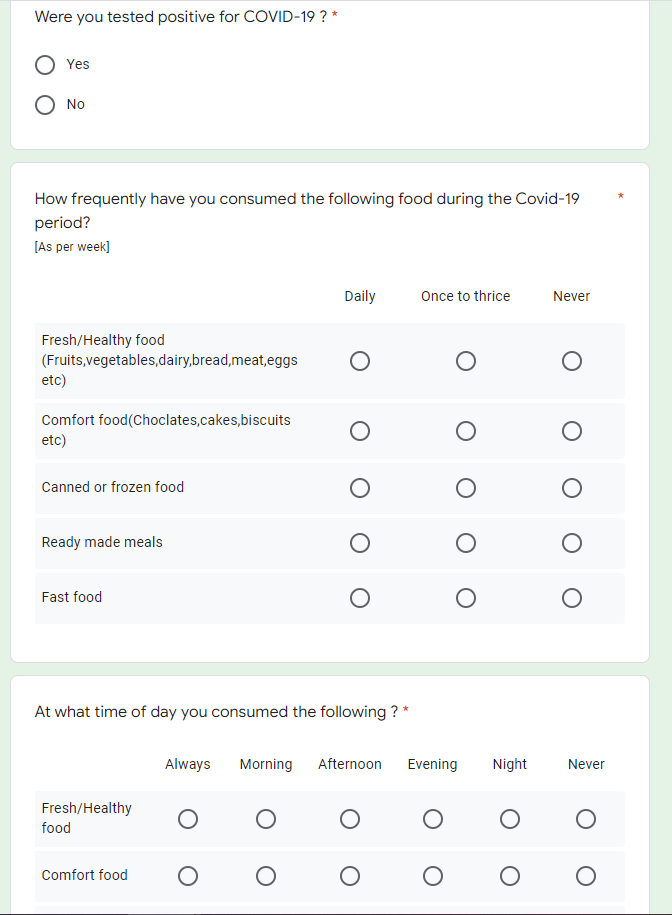 Were you tested positive for COVID-19 ? *
Yes
No
How frequently have you consumed the following food during the Covid-19 *
period?
[As per week]
Daily Once to thrice Never
Fresh/Healthy food
(Fruits,vegetables,dairy,bread,meat,eggs
etc)
Comfort food(Choclates,cakes,biscuits
etc)
Canned or frozen food
Ready made meals
Fast food
At what time of day you consumed the following ? *
Always Morning Afternoon Evening Night Never
Fresh/Healthy
food
Comfort food